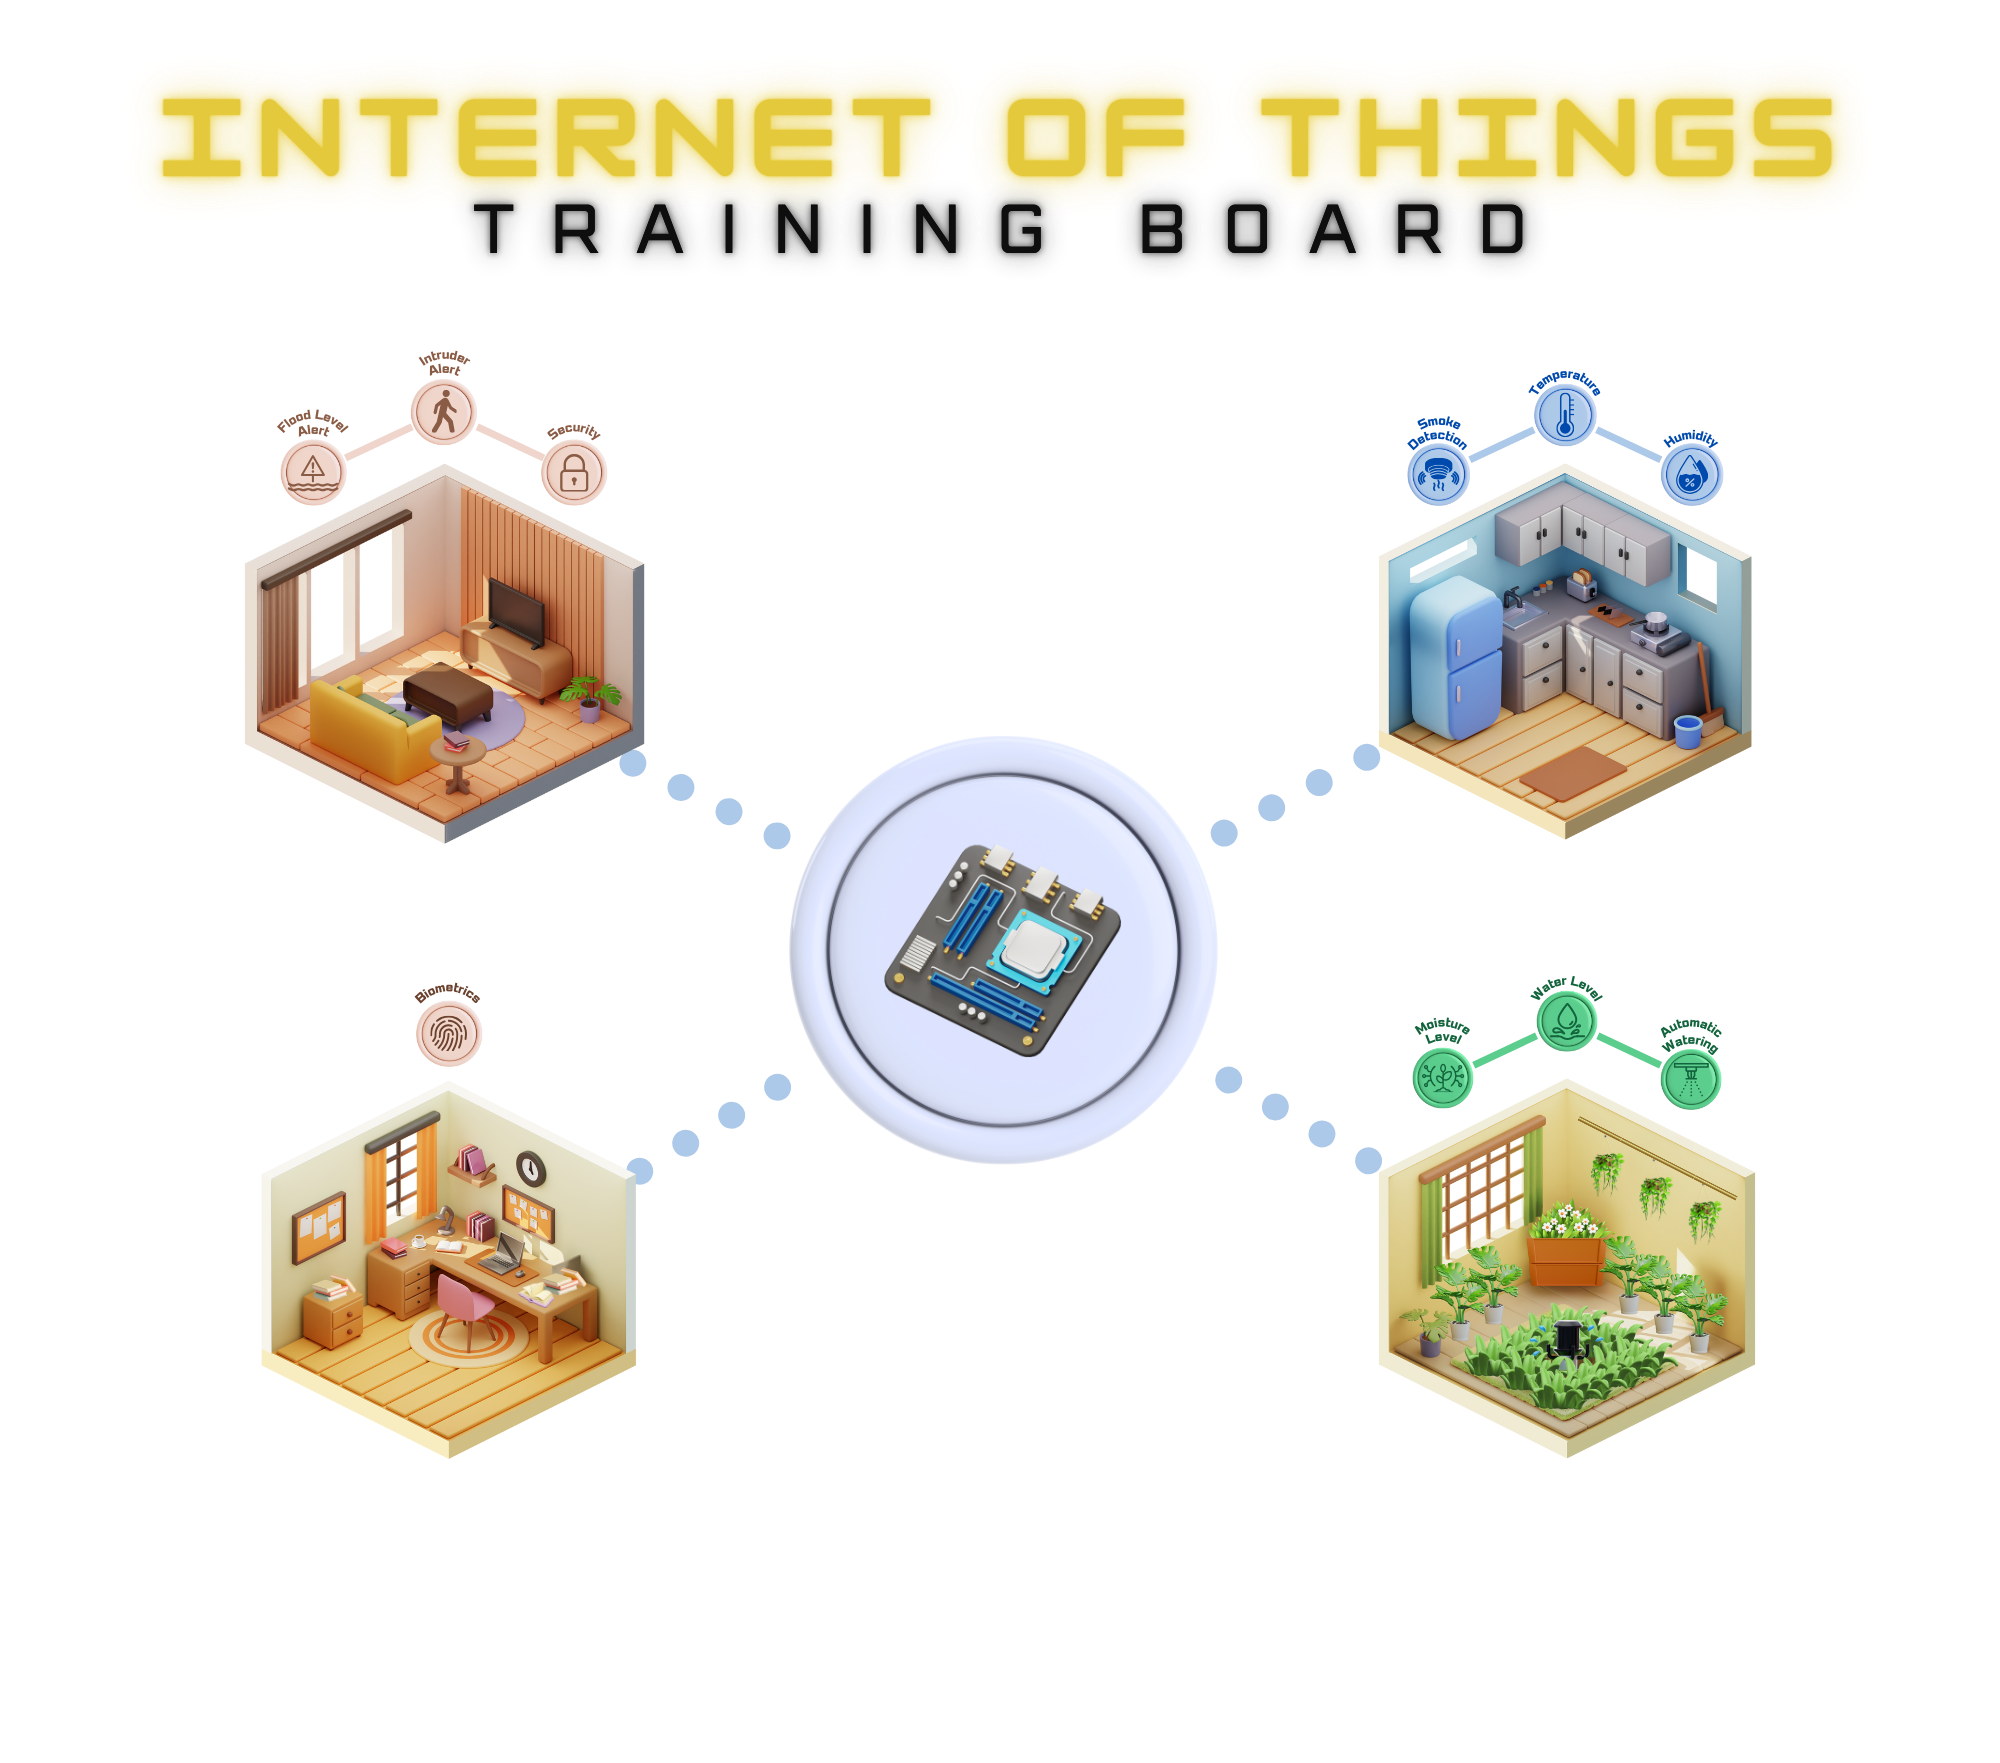 INTERNET OF THINGS
TRAINING BOARD
Intruder
Alert
Flood Level
Alert
Security
Temperature
Smoke
Detection
Humidity
%
Biometrics
Water Level
Moisture
Level
Automatic
Watering